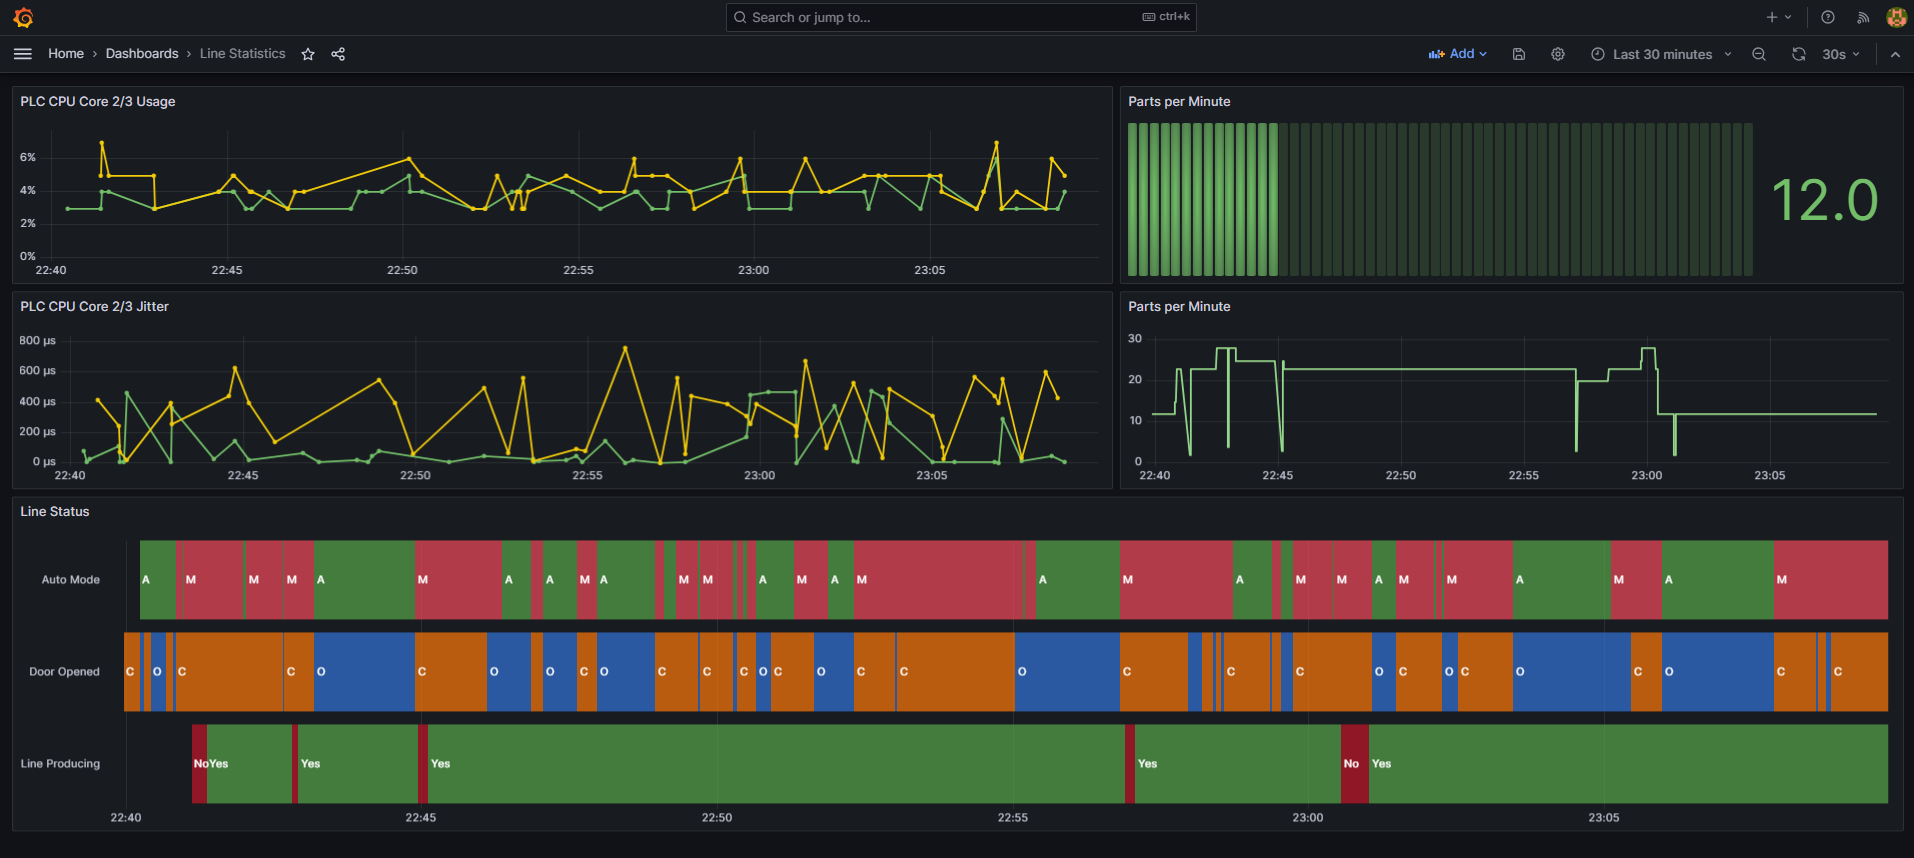 Search or jump to...
ctrl+k
Home › Dashboards › Line Statistics
Add
Last 30 minutes
30s
PLC CPU Core 2/3 Usage
6%
4%
2%
0%
22:40 22:45 22:50 22:55 23:00 23:05
Parts per Minute
12.0
PLC CPU Core 2/3 Jitter
800 µs
600 µs
400 µs
200 µs
0 µs
22:40 22:45 22:50 22:55 23:00 23:05
Parts per Minute
30
20
10
0
22:40 22:45 22:50 22:55 23:00 23:05
Line Status
Auto Mode A M M M A M A A M A M M A M A M A M A M M A M M A M A M
Door Opened C O C C O C O O C O C C C O C O C C O C C C O C O C O C O C C
Line Producing No Yes Yes Yes Yes No Yes
22:40 22:45 22:50 22:55 23:00 23:05